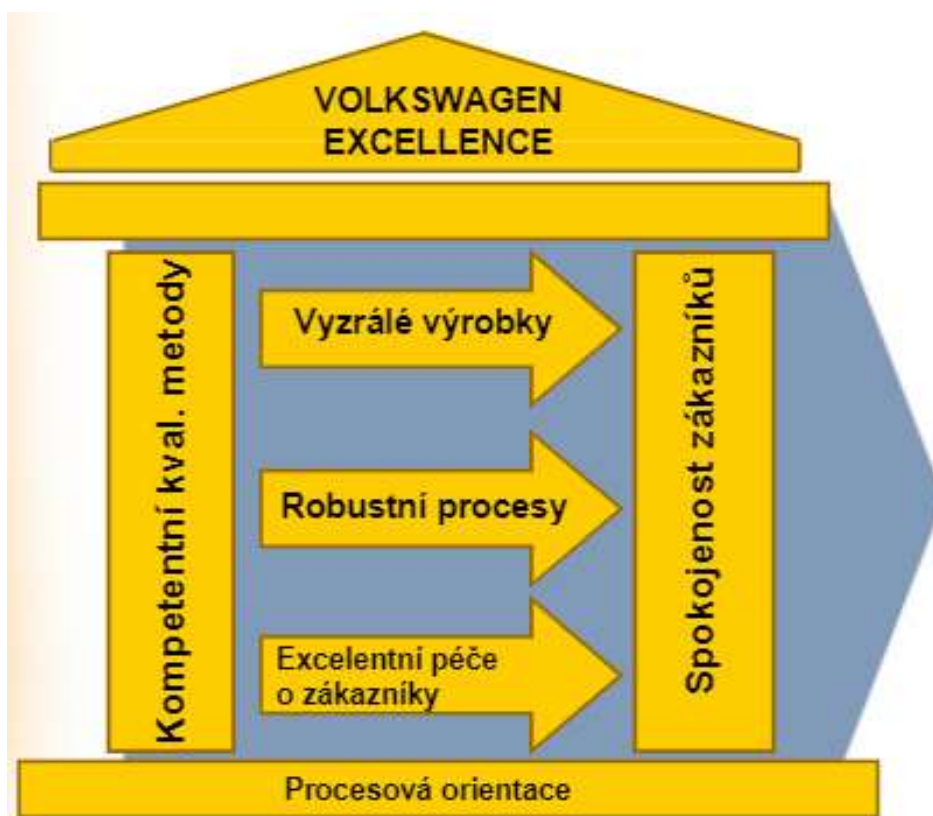 VOLKSWAGEN
EXCELLENCE
Kompetentní kval. metody
Vyzrálé výrobky
Robustní procesy
Excelentní péče
o zákazníky
Spokojenost zákazníků
Procesová orientace